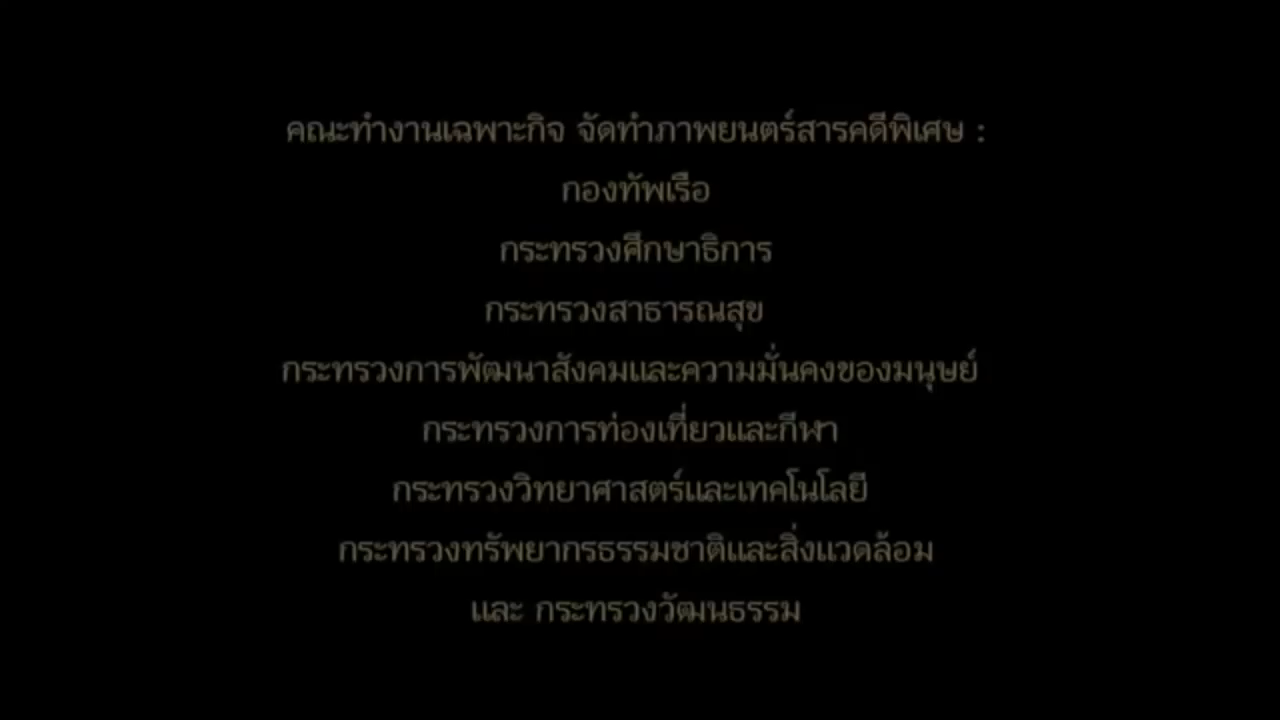 คณะทำงานเฉพาะกิจ จัดทำภาพยนตร์สารคดีพิเศษ :
กองทัพเรือ
กระทรวงศึกษาธิการ
กระทรวงสาธารณสุข
กระทรวงการพัฒนาสังคมและความมั่นคงของมนุษย์
กระทรวงการท่องเที่ยวและกีฬา
กระทรวงวิทยาศาสตร์และเทคโนโลยี
กระทรวงทรัพยากรธรรมชาติและสิ่งแวดล้อม
และ กระทรวงวัฒนธรรม